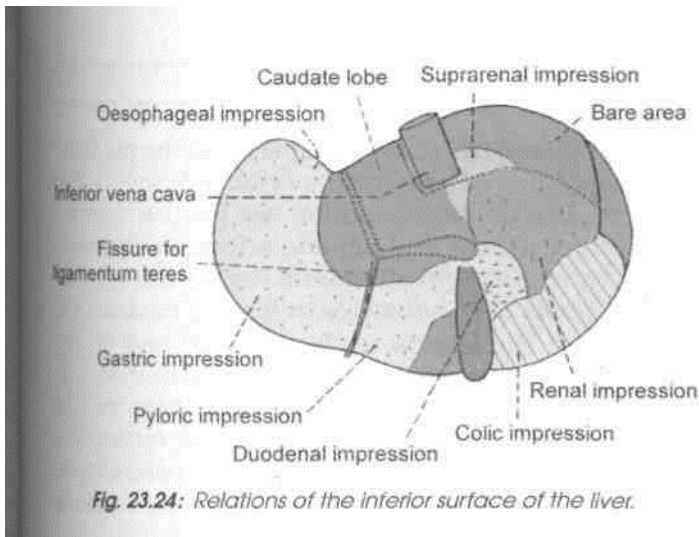 Caudate lobe
Suprarenal impression
Oesophageal impression
Bare area
Inferior vena cava
Fissure for
ligamentum teres
Gastric impression
Renal impression
Pyloric impression
Colic impression
Duodenal impression
Fig. 23.24: Relations of the inferior surface of the liver.